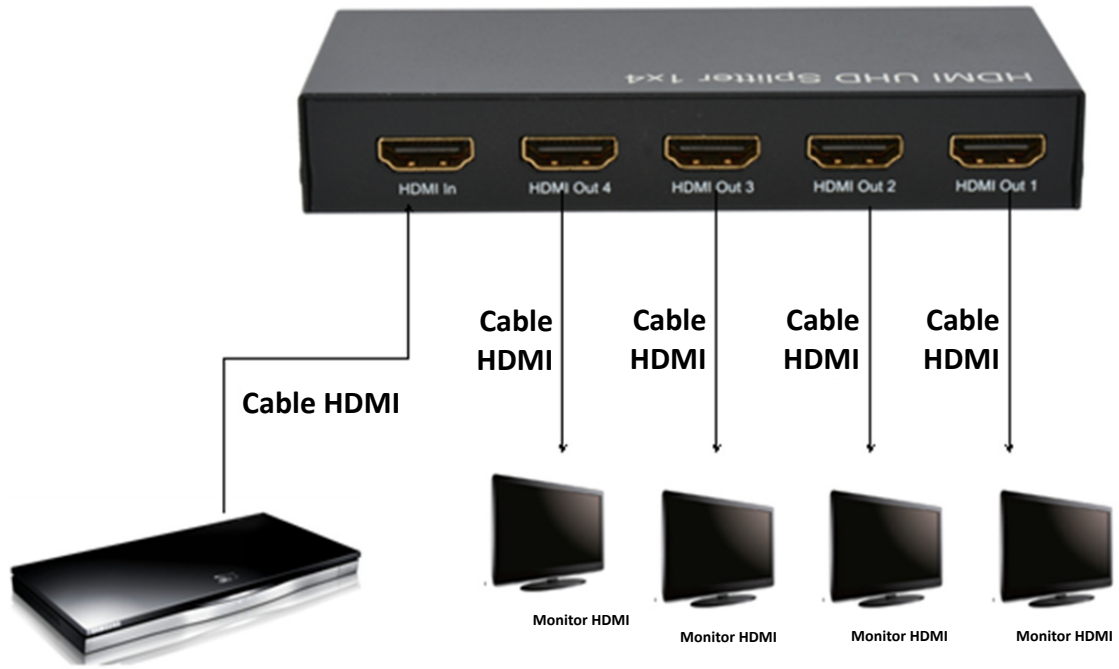 HDMI UHD Splitter 1x4
HDMI In
HDMI Out 4
HDMI Out 3
HDMI Out 2
HDMI Out 1
Cable
HDMI
Cable
HDMI
Cable
HDMI
Cable
HDMI
Cable HDMI
Monitor HDMI
Monitor HDMI
Monitor HDMI
Monitor HDMI